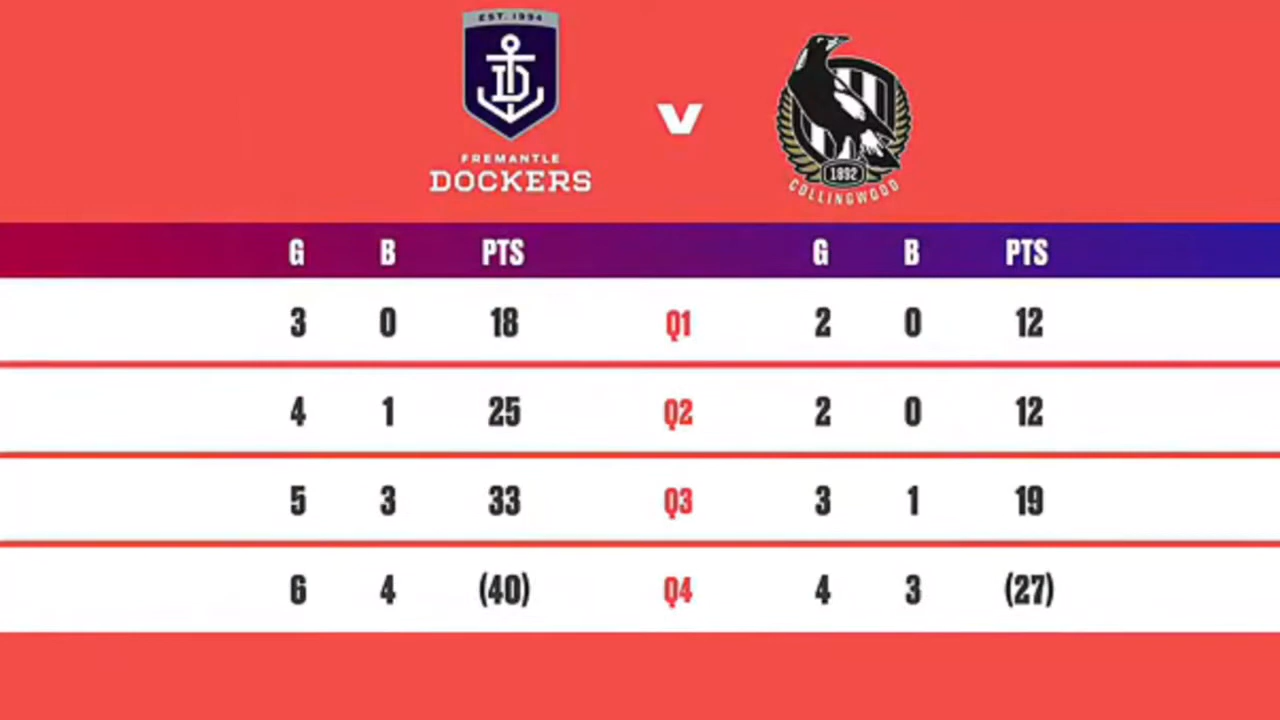 EST. 1994
D
FREMANTLE
DOCKERS
V
1892
COLLINGWOOD
G B PTS G B PTS
3 0 18 Q1 2 0 12
4 1 25 Q2 2 0 12
5 3 33 Q3 3 1 19
6 4 (40) Q4 4 3 (27)